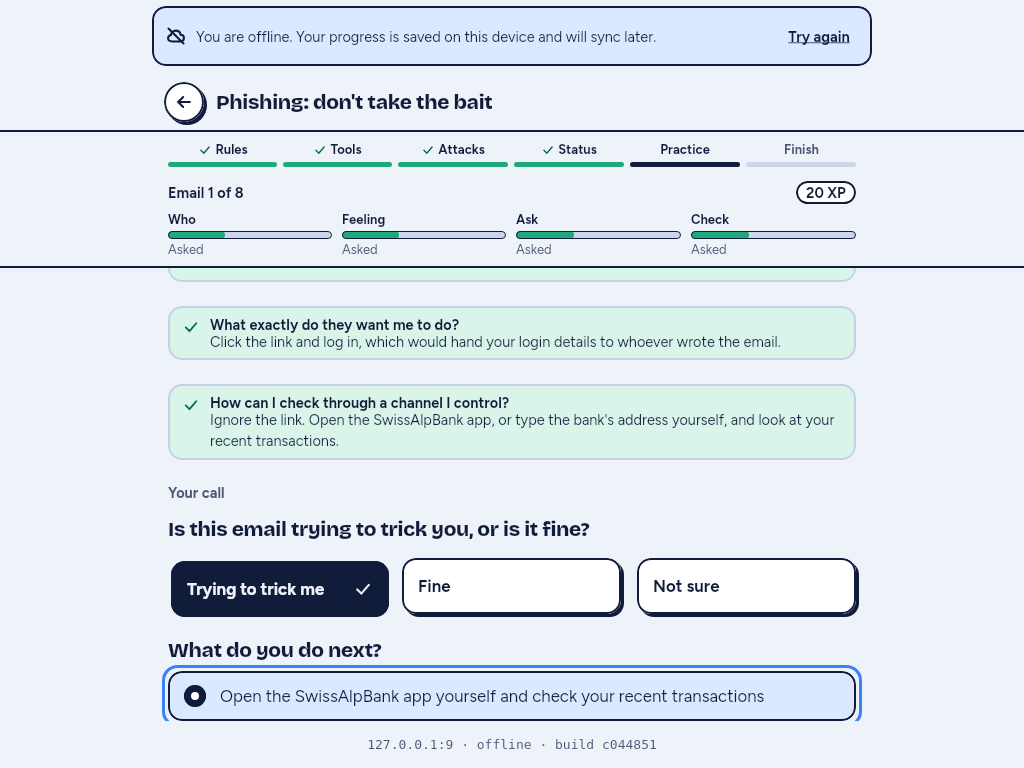 You are offline. Your progress is saved on this device and will sync later.
Try again
Phishing: don't take the bait
Rules
Tools
Attacks
Status
Practice
Finish
Email 1 of 8
20 XP
Who
Feeling
Ask
Check
Asked
Asked
Asked
Asked
What exactly do they want me to do?
Click the link and log in, which would hand your login details to whoever wrote the email.
How can I check through a channel I control?
Ignore the link. Open the SwissAlpBank app, or type the bank's address yourself, and look at your
recent transactions.
Your call
Is this email trying to trick you, or is it fine?
Trying to trick me
Fine
Not sure
What do you do next?
Open the SwissAlpBank app yourself and check your recent transactions
127.0.0.1:9 · offline · build c044851